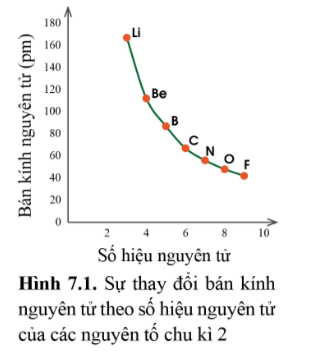 180
160
140
120
100
80
60
40
20
0
Bán kính nguyên tử (pm)
Li
Be
B
C
N
O
F
2 4 6 8 10
Số hiệu nguyên tử
Hình 7.1. Sự thay đổi bán kính
nguyên tử theo số hiệu nguyên tử
của các nguyên tố chu kì 2